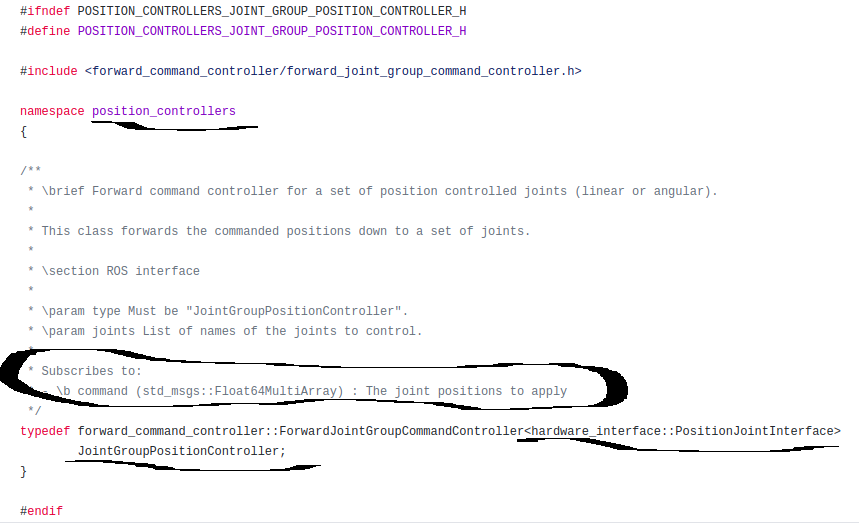 #ifndef POSITION_CONTROLLERS_JOINT_GROUP_POSITION_CONTROLLER_H
#define POSITION_CONTROLLERS_JOINT_GROUP_POSITION_CONTROLLER_H
#include <forward_command_controller/forward_joint_group_command_controller.h>
namespace position_controllers
{
/**
* \brief Forward command controller for a set of position controlled joints (linear or angular).
*
* This class forwards the commanded positions down to a set of joints.
*
* \section ROS interface
*
* \param type Must be "JointGroupPositionController".
* \param joints List of names of the joints to control.
*
* Subscribes to:
- \b command (std_msgs::Float64MultiArray) : The joint positions to apply
*/
typedef forward_command_controller::ForwardJointGroupCommandController<hardware_interface::PositionJointInterface>
JointGroupPositionController;
}
#endif